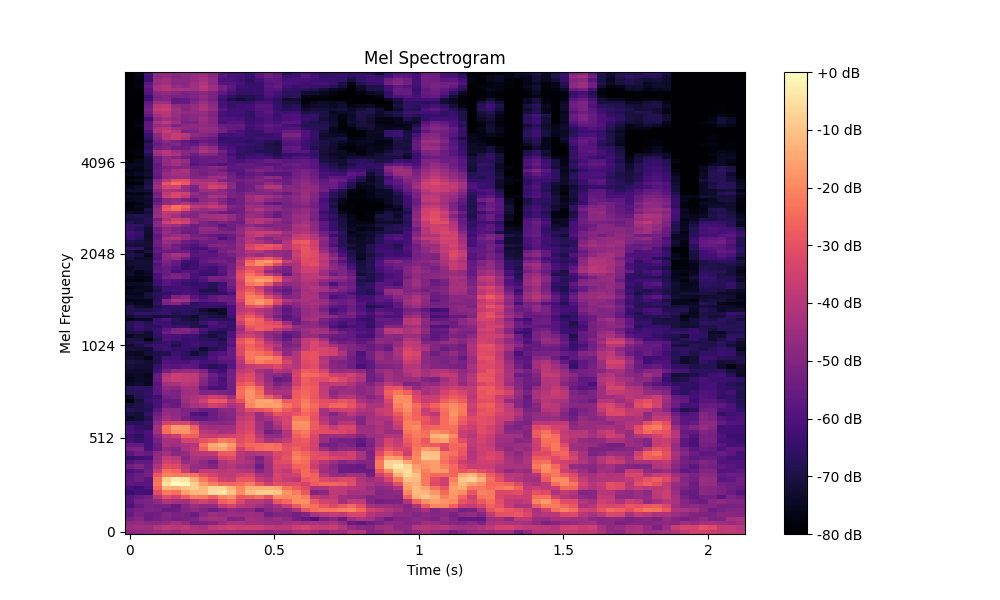 Mel Spectrogram
Mel Frequency
4096
2048
1024
512
0
0
0.5
1
1.5
2
Time (s)
+0 dB
-10 dB
-20 dB
-30 dB
-40 dB
-50 dB
-60 dB
-70 dB
-80 dB